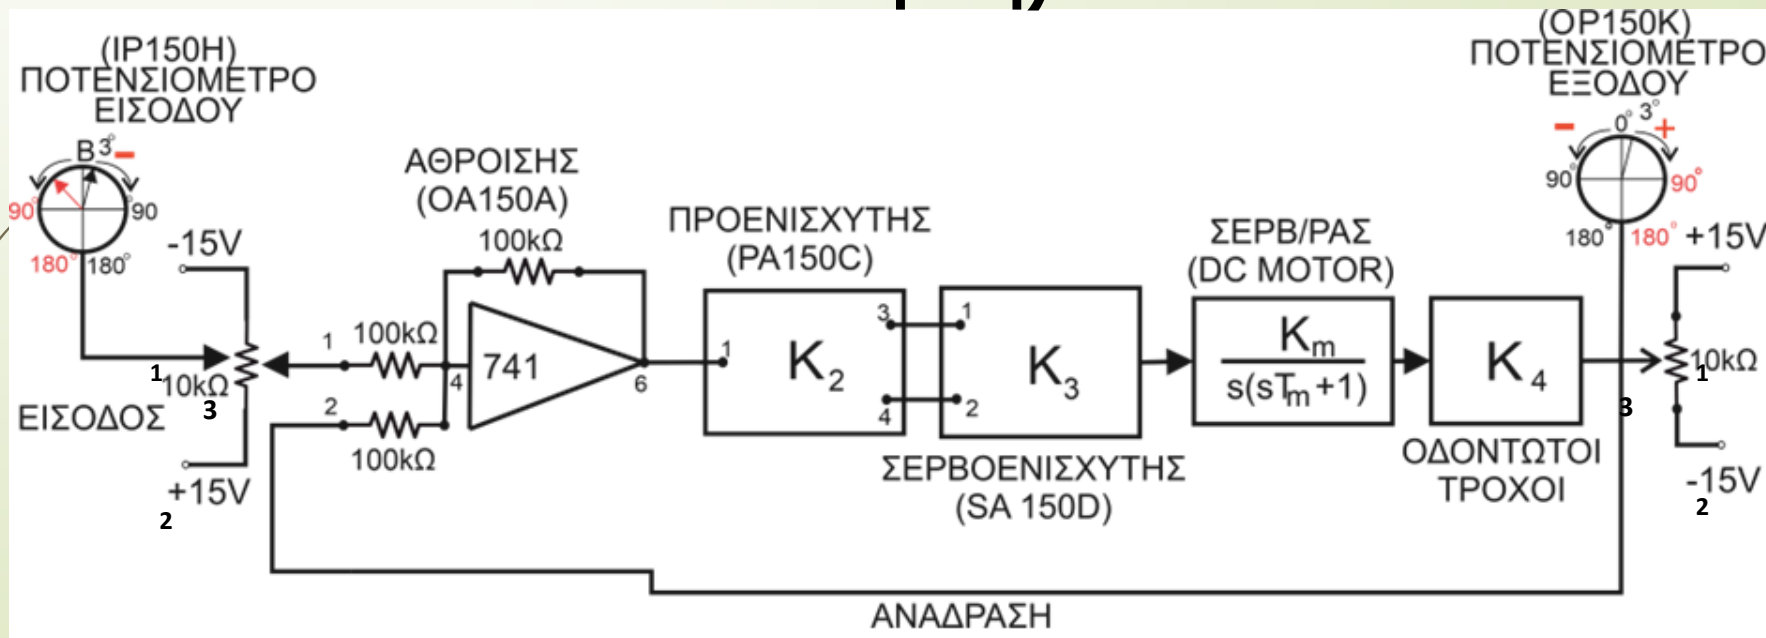 (IP150H)
ΠΟΤΕΝΣΙΟΜΕΤΡΟ
ΕΙΣΟΔΟΥ
B 3° -
90° 90
180° 180°
-15V
1
10kΩ
3
ΕΙΣΟΔΟΣ
+15V
2
ΑΘΡΟΙΣΗΣ
(OA150A)
100kΩ
1 100kΩ
2
100kΩ
4 741 6
ΠΡΟΕΝΙΣΧΥΤΗΣ
(PA150C)
1 K2 3
4
1 K3
2
ΣΕΡΒΟΕΝΙΣΧΥΤΗΣ
(SA 150D)
ΣΕΡΒ/ΡΑΣ
(DC MOTOR)
Km
s(sTm+1)
K4
ΟΔΟΝΤΩΤΟΙ
ΤΡΟΧΟΙ
(OP150K)
ΠΟΤΕΝΣΙΟΜΕΤΡΟ
ΕΞΟΔΟΥ
- 0° 3° +
90° 90°
180° 180°
+15V
10kΩ
1
3
-15V
2
ΑΝΑΔΡΑΣΗ